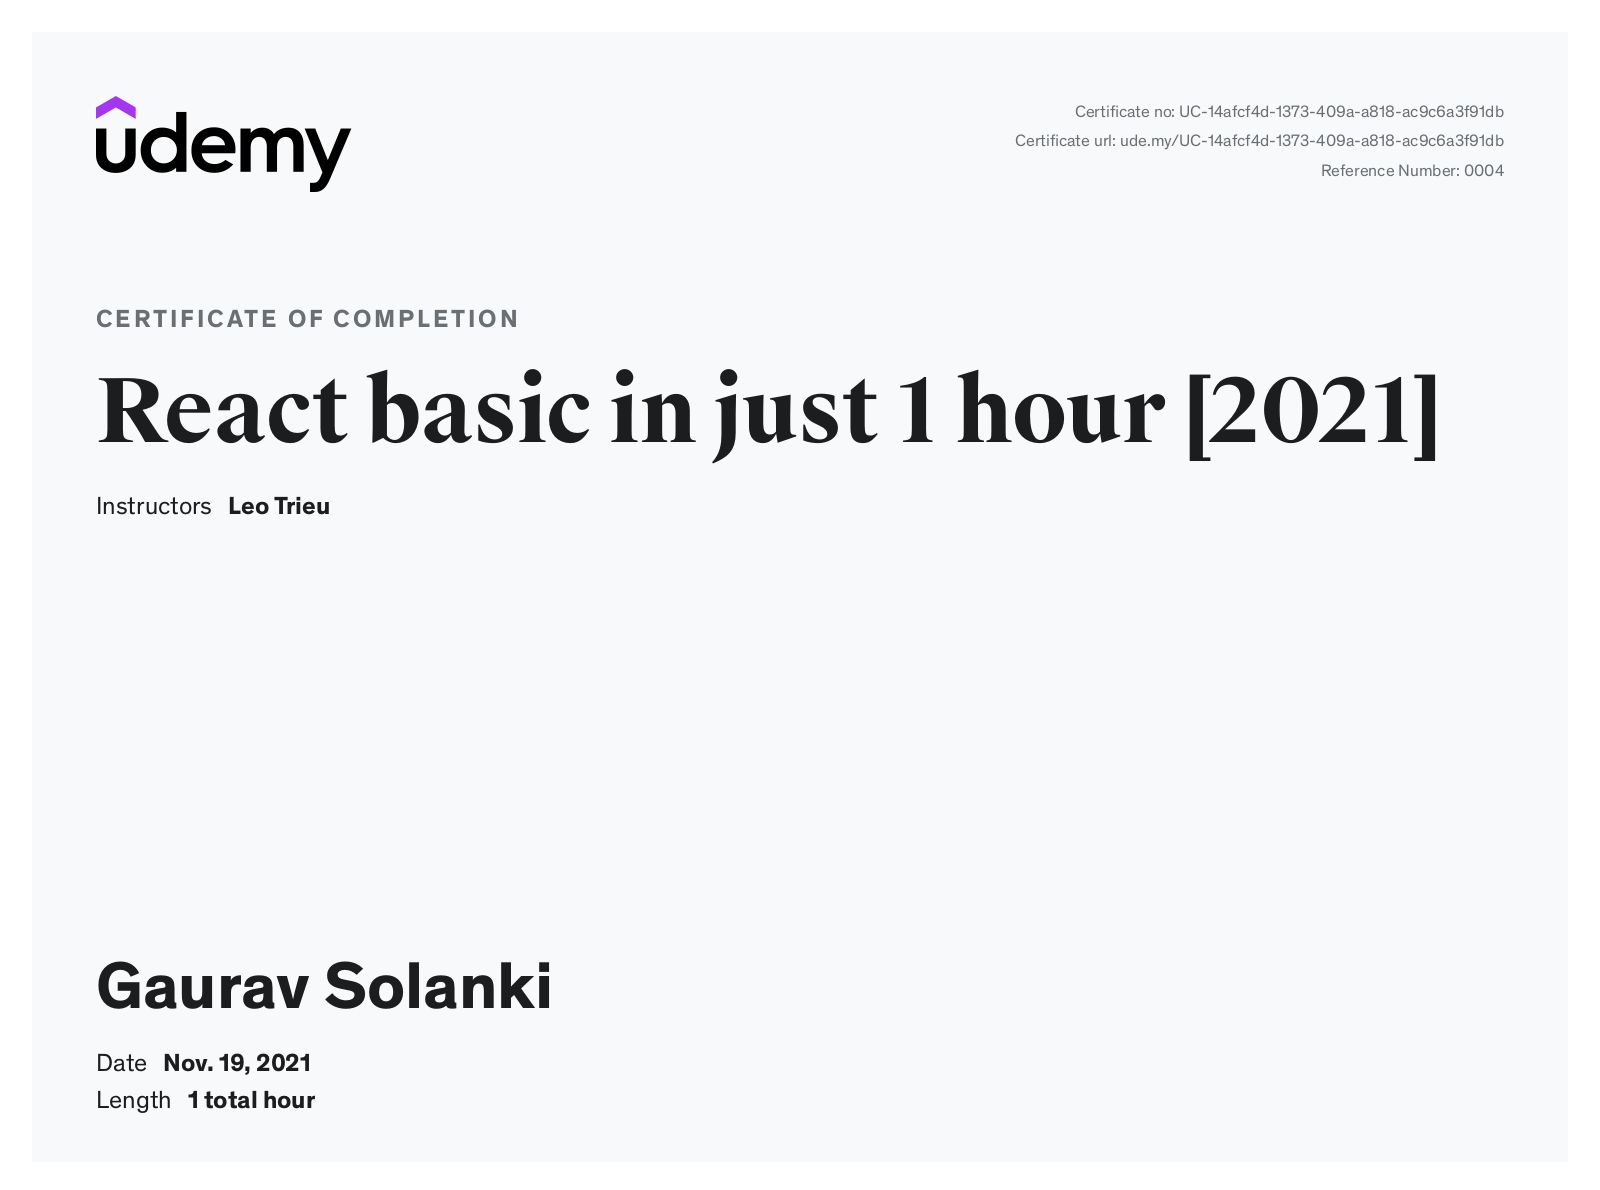 udemy
Certificate no: UC-14afcf4d-1373-409a-a818-ac9c6a3f91db
Certificate url: ude.my/UC-14afcf4d-1373-409a-a818-ac9c6a3f91db
Reference Number: 0004
CERTIFICATE OF COMPLETION
React basic in just 1 hour [2021]
Instructors Leo Trieu
Gaurav Solanki
Date Nov. 19, 2021
Length 1 total hour